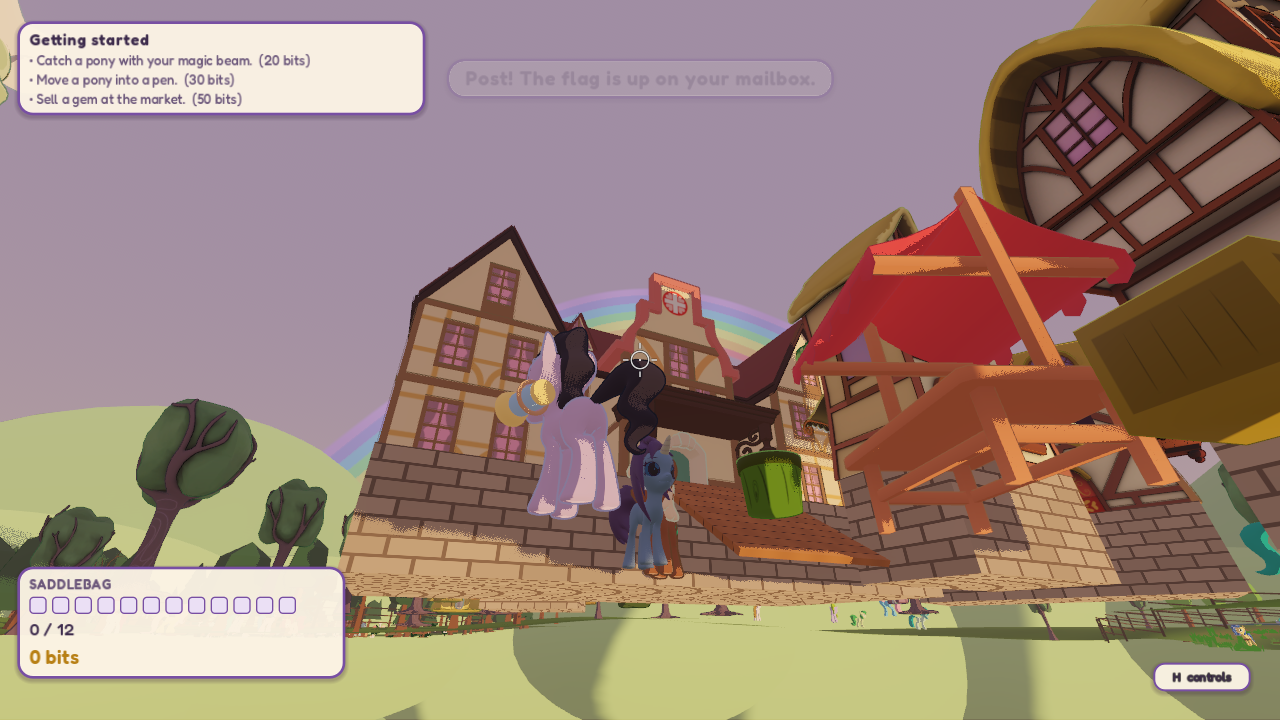 Getting started
• Catch a pony with your magic beam. (20 bits)
• Move a pony into a pen. (30 bits)
• Sell a gem at the market. (50 bits)
Post! The flag is up on your mailbox.
SADDLEBAG
0 / 12
0 bits
H controls